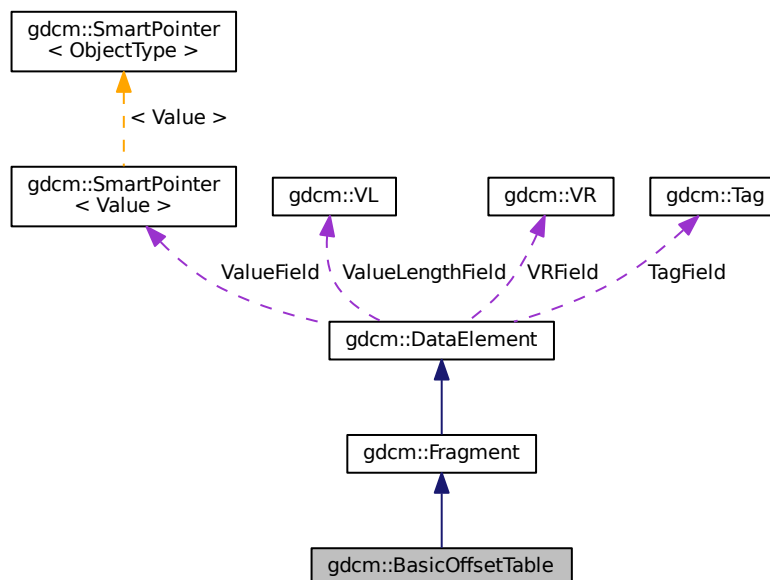 gdcm::SmartPointer
< ObjectType >
< Value >
gdcm::SmartPointer
< Value >
gdcm::VL
gdcm::VR
gdcm::Tag
ValueField
ValueLengthField
VRField
TagField
gdcm::DataElement
gdcm::Fragment
gdcm::BasicOffsetTable